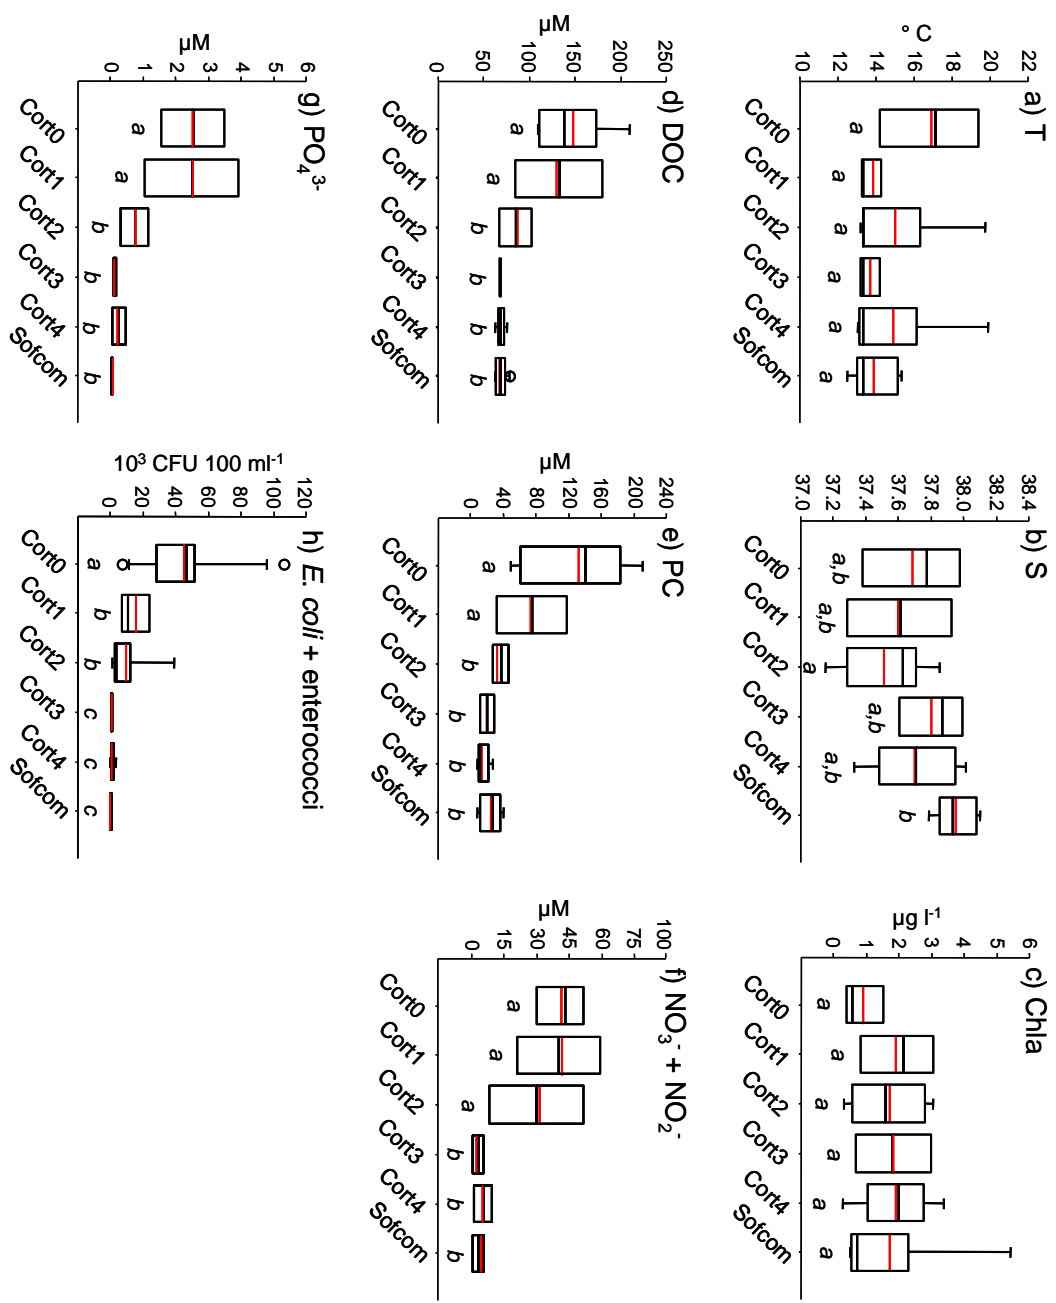 a) T
° C
22
20
18
16
14
12
10
a a a a a a
Cort0 Cort1 Cort2 Cort3 Cort4 Sofcom
b) S
38.4
38.2
38.0
37.8
37.6
37.4
37.2
37.0
a,b a,b a a,b a,b b
Cort0 Cort1 Cort2 Cort3 Cort4 Sofcom
c) Chla
µg l⁻¹
6
5
4
3
2
1
0
a a a a a a
Cort0 Cort1 Cort2 Cort3 Cort4 Sofcom
d) DOC
µM
250
200
150
100
50
0
a a b b b b
Cort0 Cort1 Cort2 Cort3 Cort4 Sofcom
e) PC
µM
240
200
160
120
80
40
0
a a b b b b
Cort0 Cort1 Cort2 Cort3 Cort4 Sofcom
f) NO₃⁻ + NO₂⁻
µM
100
75
60
45
30
15
0
a a a b b b
Cort0 Cort1 Cort2 Cort3 Cort4 Sofcom
g) PO₄³⁻
µM
6
5
4
3
2
1
0
a a b b b b
Cort0 Cort1 Cort2 Cort3 Cort4 Sofcom
h) E. coli + enterococci
10³ CFU 100 ml⁻¹
120
100
80
60
40
20
0
a b b c c c
Cort0 Cort1 Cort2 Cort3 Cort4 Sofcom